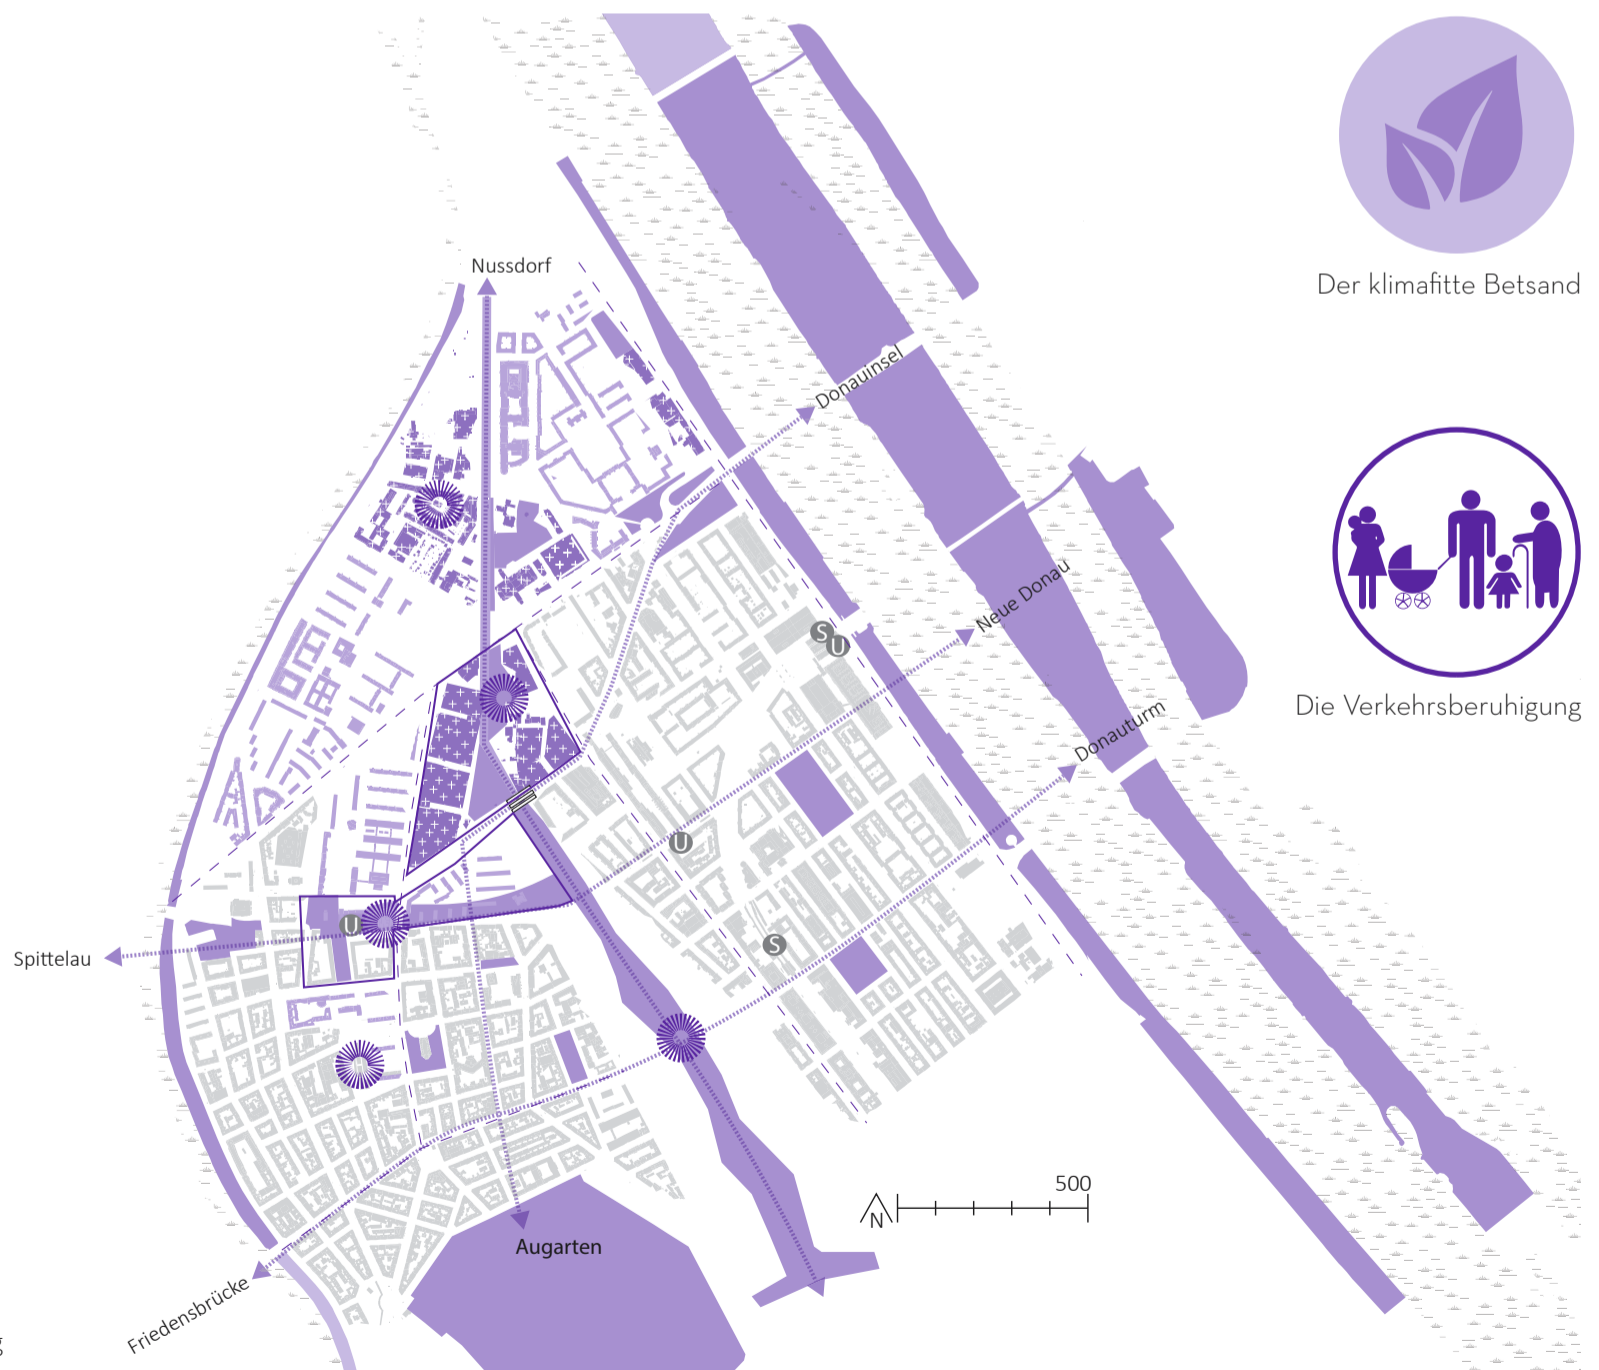 Der klimafitte Betsand
Nussdorf
Donauinsel
Neue Donau
S
U
Die Verkehrsberuhigung
Donauturm
U
U
S
Spittelau
500
N
Augarten
Friedensbrücke
g